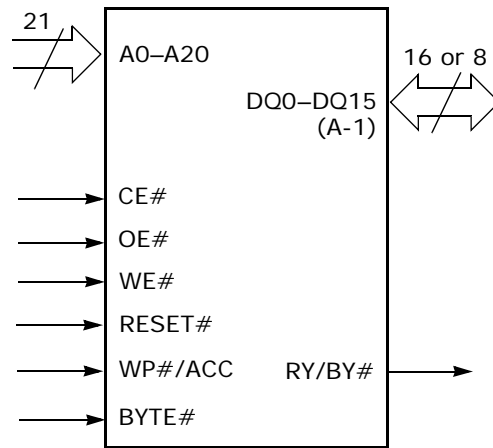 21
A0–A20
16 or 8
DQ0–DQ15
(A-1)
CE#
OE#
WE#
RESET#
WP#/ACC
RY/BY#
BYTE#